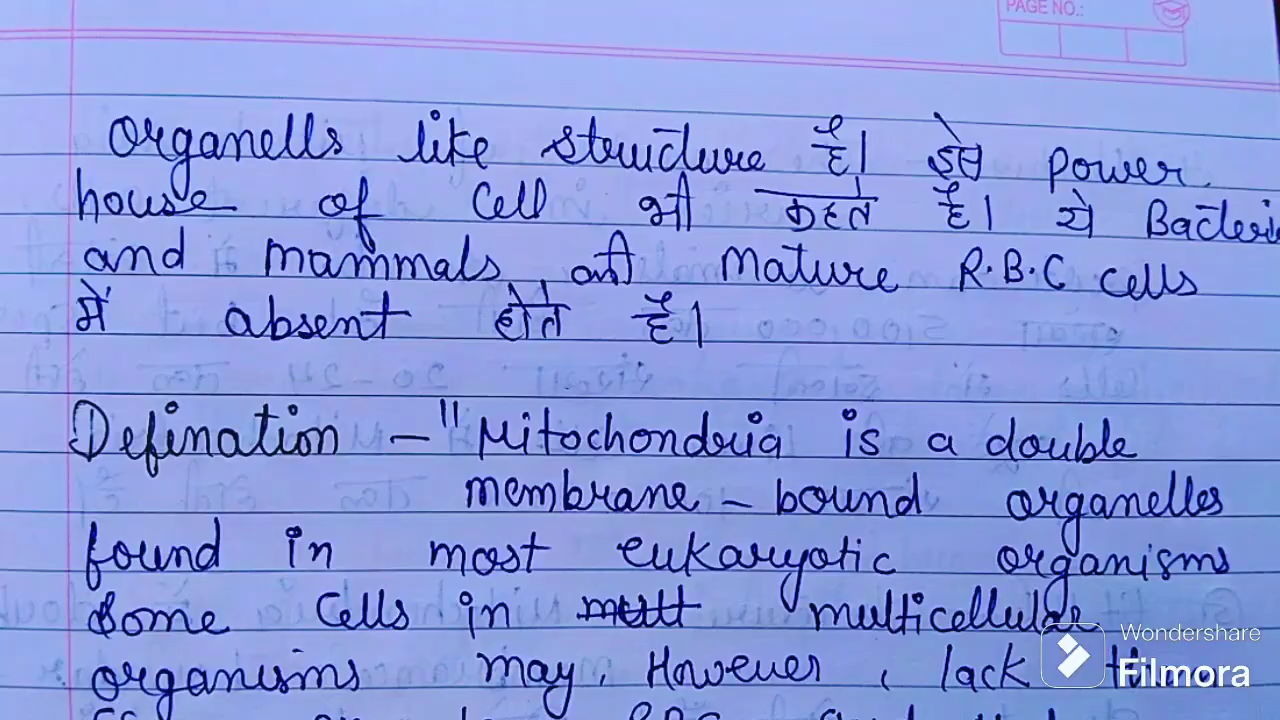 PAGE NO.:
organells like structure है। इसे power
house of cell भी कहते है। ये Bacteri
and mammals की mature R.B.C cells
में absent होते है।
Defination – "Mitochondria is a double
membrane – bound organelles
found in most eukaryotic organisms
Some cells in multicellular
organisms may, However, lack them
Wondershare
Filmora